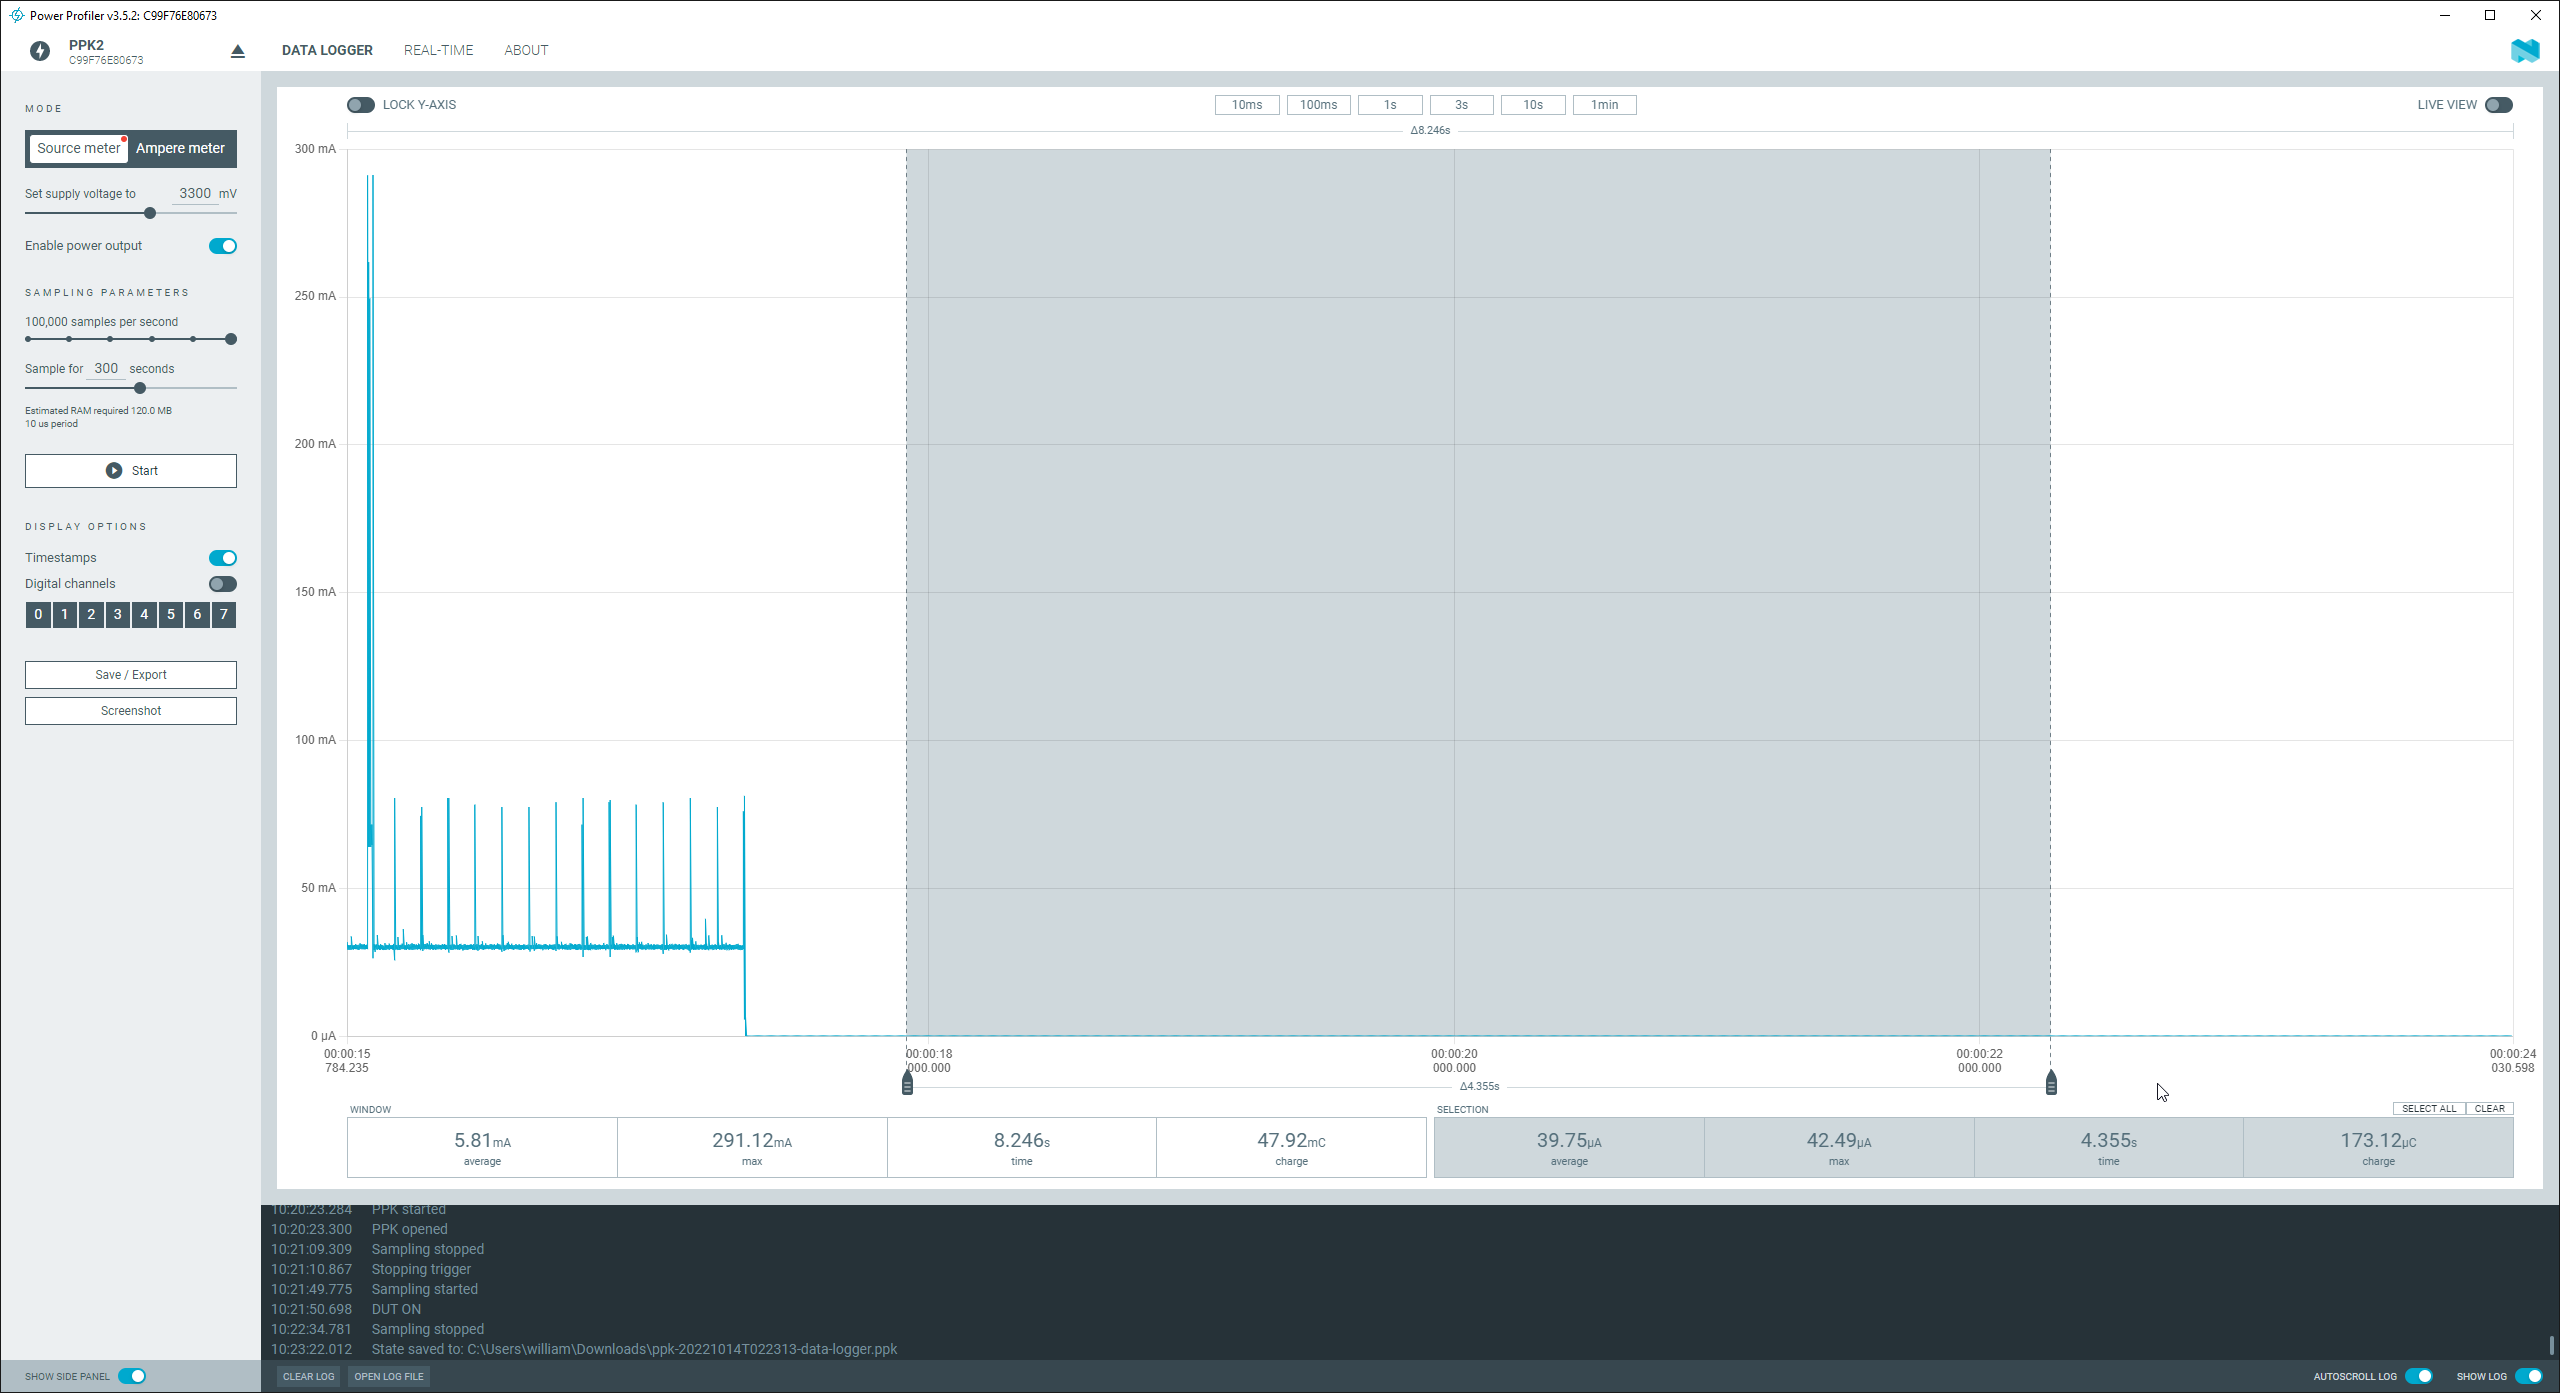 Power Profiler v3.5.2: C99F76E80673
PPK2
C99F76E80673
DATA LOGGER
REAL-TIME
ABOUT
MODE
Source meter
Ampere meter
Set supply voltage to 3300 mV
Enable power output
SAMPLING PARAMETERS
100,000 samples per second
Sample for 300 seconds
Estimated RAM required 120.0 MB
10 us period
Start
DISPLAY OPTIONS
Timestamps
Digital channels
0 1 2 3 4 5 6 7
Save / Export
Screenshot
SHOW SIDE PANEL
LOCK Y-AXIS
10ms 100ms 1s 3s 10s 1min
LIVE VIEW
Δ8.246s
300 mA
250 mA
200 mA
150 mA
100 mA
50 mA
0 µA
00:00:15
784.235
00:00:18
000.000
00:00:20
000.000
00:00:22
000.000
00:00:24
030.598
Δ4.355s
WINDOW
5.81mA
average
291.12mA
max
8.246s
time
47.92mC
charge
SELECTION
SELECT ALL
CLEAR
39.75µA
average
42.49µA
max
4.355s
time
173.12µC
charge
10:20:23.284 PPK started
10:20:23.300 PPK opened
10:21:09.309 Sampling stopped
10:21:10.867 Stopping trigger
10:21:49.775 Sampling started
10:21:50.698 DUT ON
10:22:34.781 Sampling stopped
10:23:22.012 State saved to: C:\Users\william\Downloads\ppk-20221014T022313-data-logger.ppk
CLEAR LOG
OPEN LOG FILE
AUTOSCROLL LOG
SHOW LOG